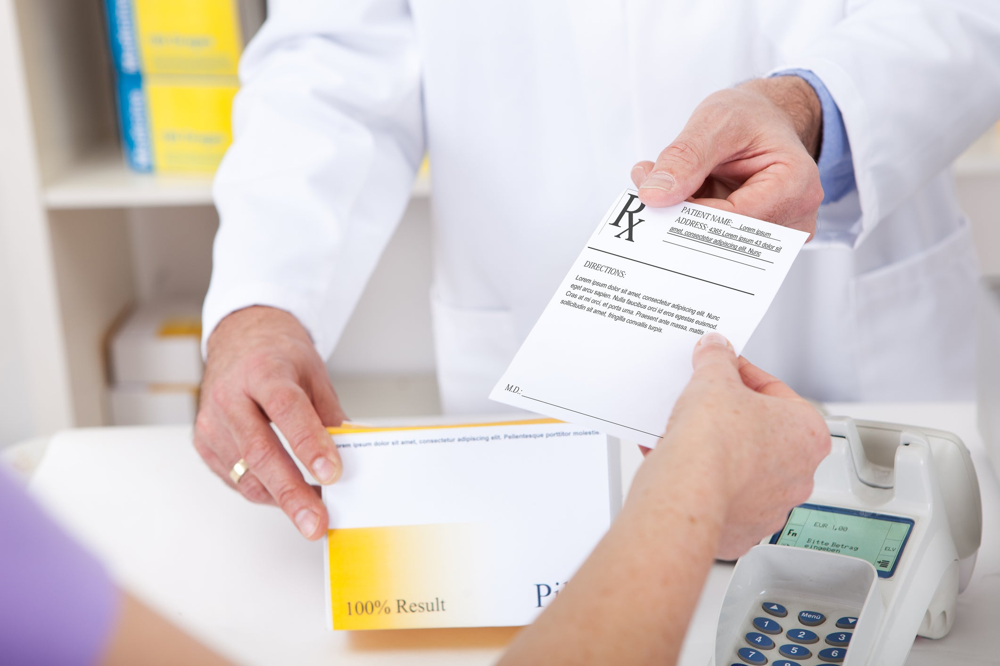 Rx
PATIENT NAME: Lorem ipsum
ADDRESS: 4365 Lorem ipsum 43 dolor sit
amet, consectetur adipiscing elit. Nunc
DIRECTIONS:
Lorem ipsum dolor sit amet, consectetur adipiscing elit. Nunc
eget arcu sapien. Nulla faucibus orci id eros egestas euismod.
Cras at mi orci, et porta urna. Praesent ante massa, mattis
sollicitudin sit amet, fringilla convallis turpis.
M.D.:
orem ipsum dolor sit amet, consectetur adipiscing elit. Pellentesque porttitor molestie.
100% Result
Pi
EUR 1,00
Fn
Bitte Betrag
eingeben
ELV
Menü
1
2
3
4
5
6
7